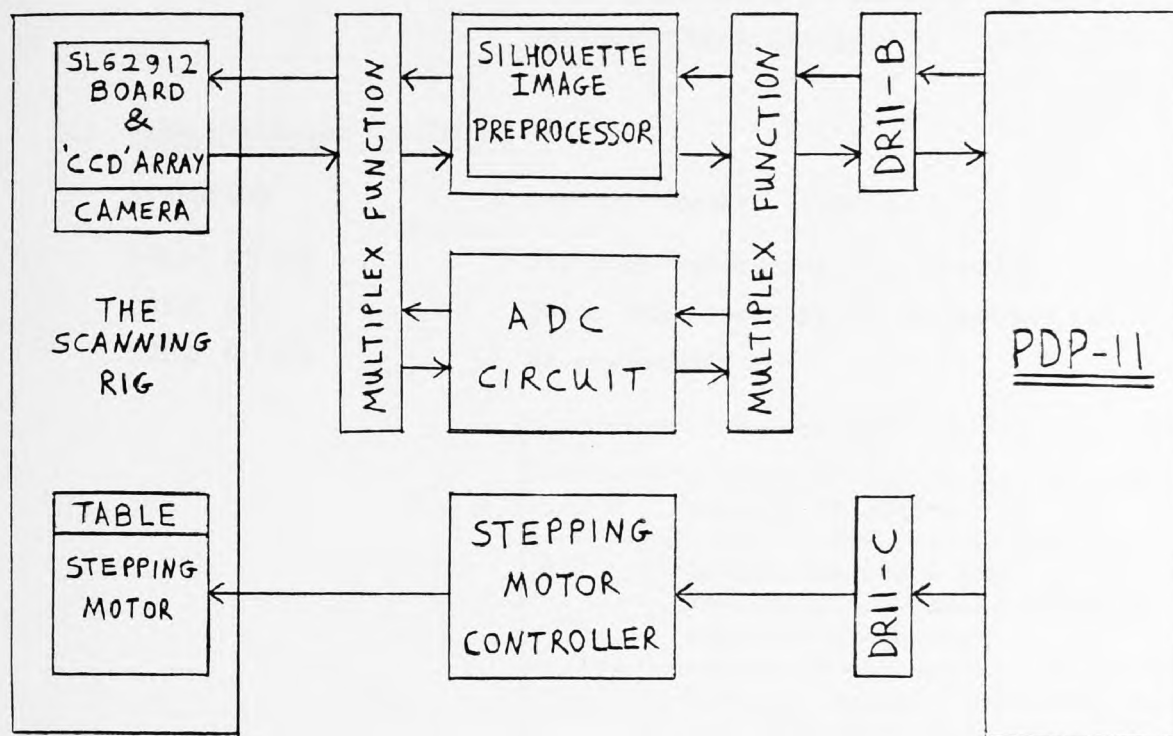 SL62912
BOARD
&
'CCD' ARRAY
CAMERA
THE
SCANNING
RIG
TABLE
STEPPING
MOTOR
MULTIPLEX FUNCTION
SILHOUETTE
IMAGE
PREPROCESSOR
ADC
CIRCUIT
STEPPING
MOTOR
CONTROLLER
MULTIPLEX FUNCTION
DR11-B
DR11-C
PDP-11